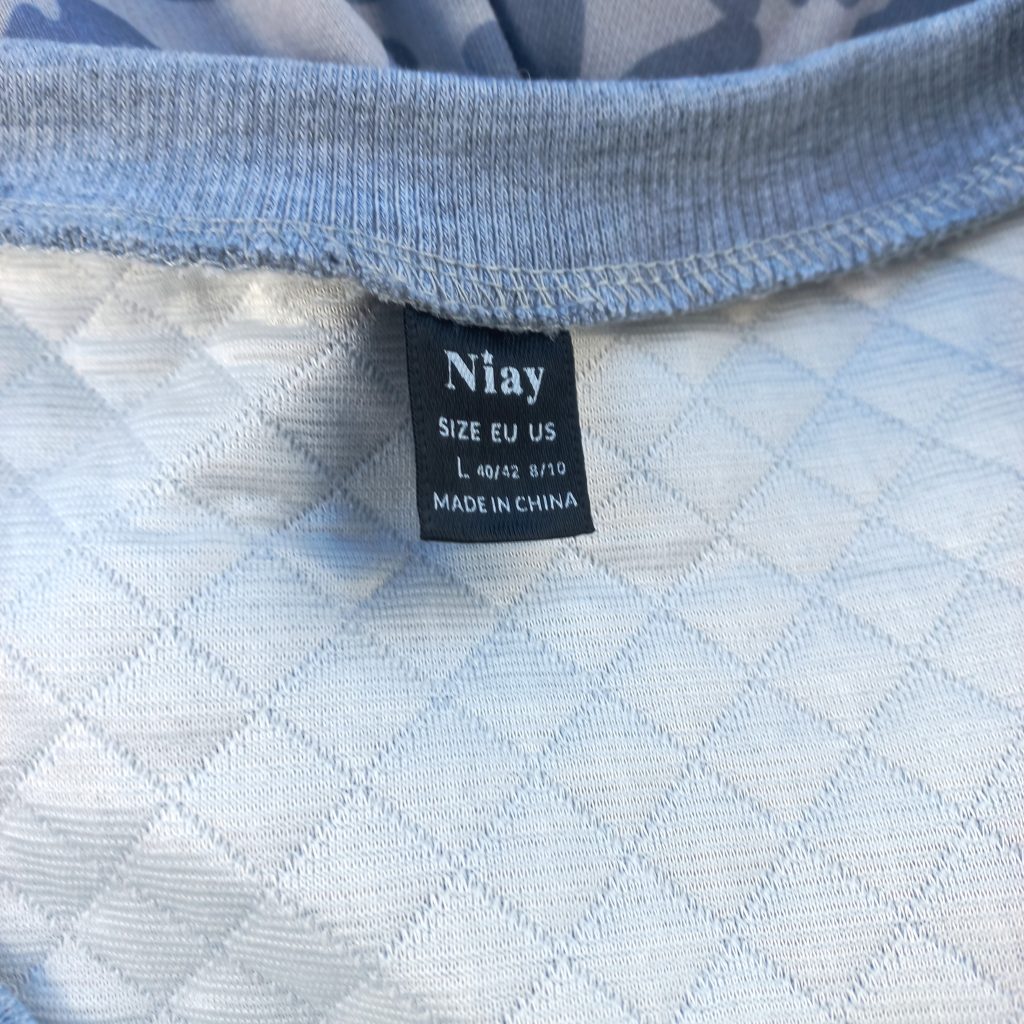 Niay
SIZE EU US
L 40/42 8/10
MADE IN CHINA